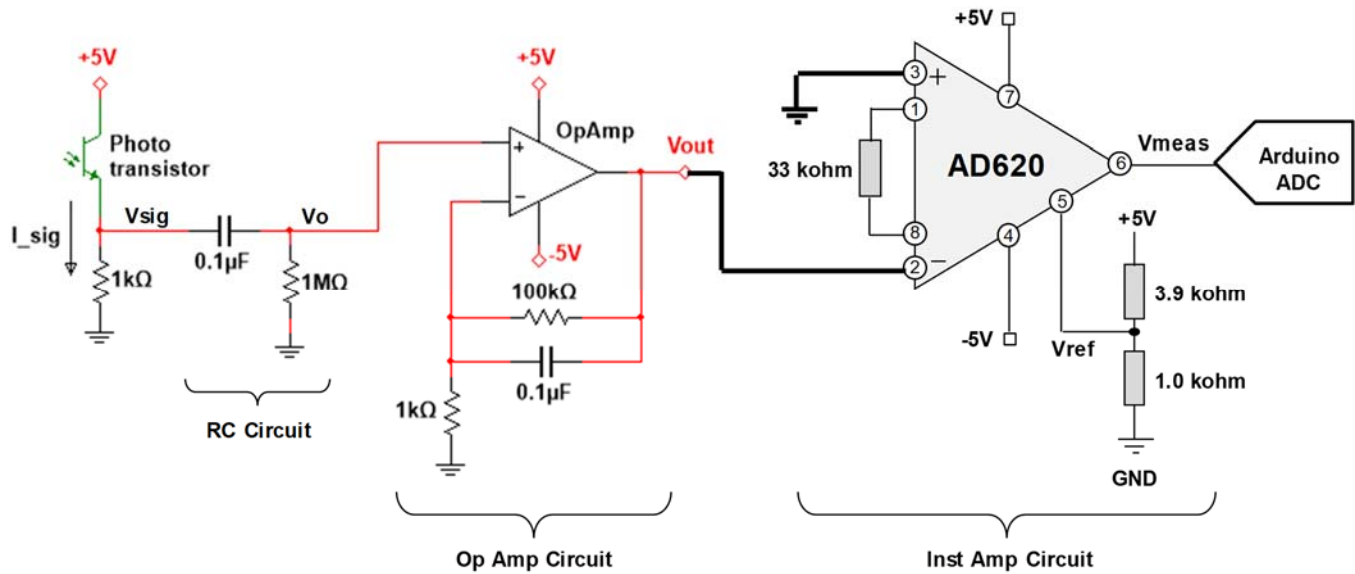 +5V
Photo
transistor
I_sig
Vsig
1kΩ
0.1µF
Vo
1MΩ
RC Circuit
+5V
OpAmp
+
−
-5V
Vout
100kΩ
0.1µF
1kΩ
Op Amp Circuit
+5V
3
+
1
7
33 kohm
AD620
6
Vmeas
Arduino
ADC
5
8
4
2
−
-5V
Vref
+5V
3.9 kohm
1.0 kohm
GND
Inst Amp Circuit